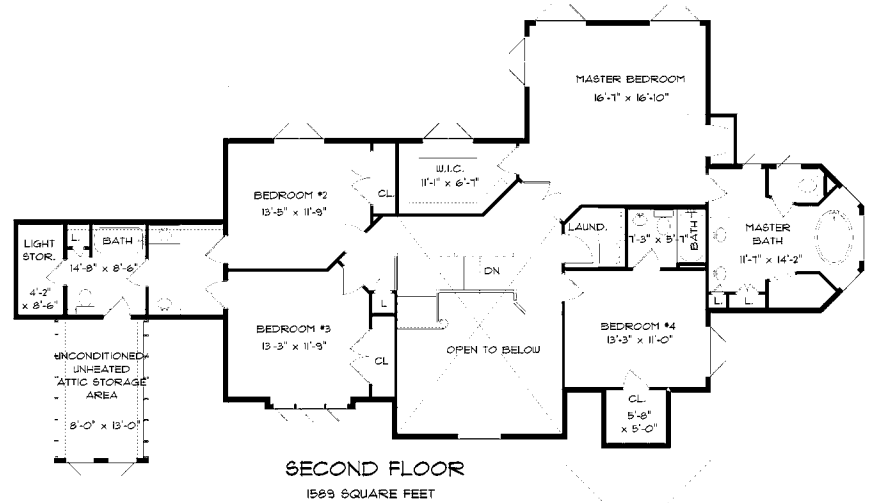 MASTER BEDROOM
16'-7" x 16'-10"
W.I.C.
11'-1" x 6'-7"
BEDROOM #2
13'-5" x 11'-9"
CL.
LIGHT
STOR.
4'-2"
x 8'-6"
L.
BATH
14'-8" x 8'-6"
LAUND.
7'-3" x 5'-7"
BATH
MASTER
BATH
11'-7" x 14'-2"
L.
L.
DN
L
BEDROOM #3
13'-3" x 11'-9"
CL
OPEN TO BELOW
BEDROOM #4
13'-3" x 11'-0"
CL.
5'-8"
x 5'-0"
UNCONDITIONED/
UNHEATED
ATTIC STORAGE
AREA
8'-0" x 13'-0"
SECOND FLOOR
1589 SQUARE FEET